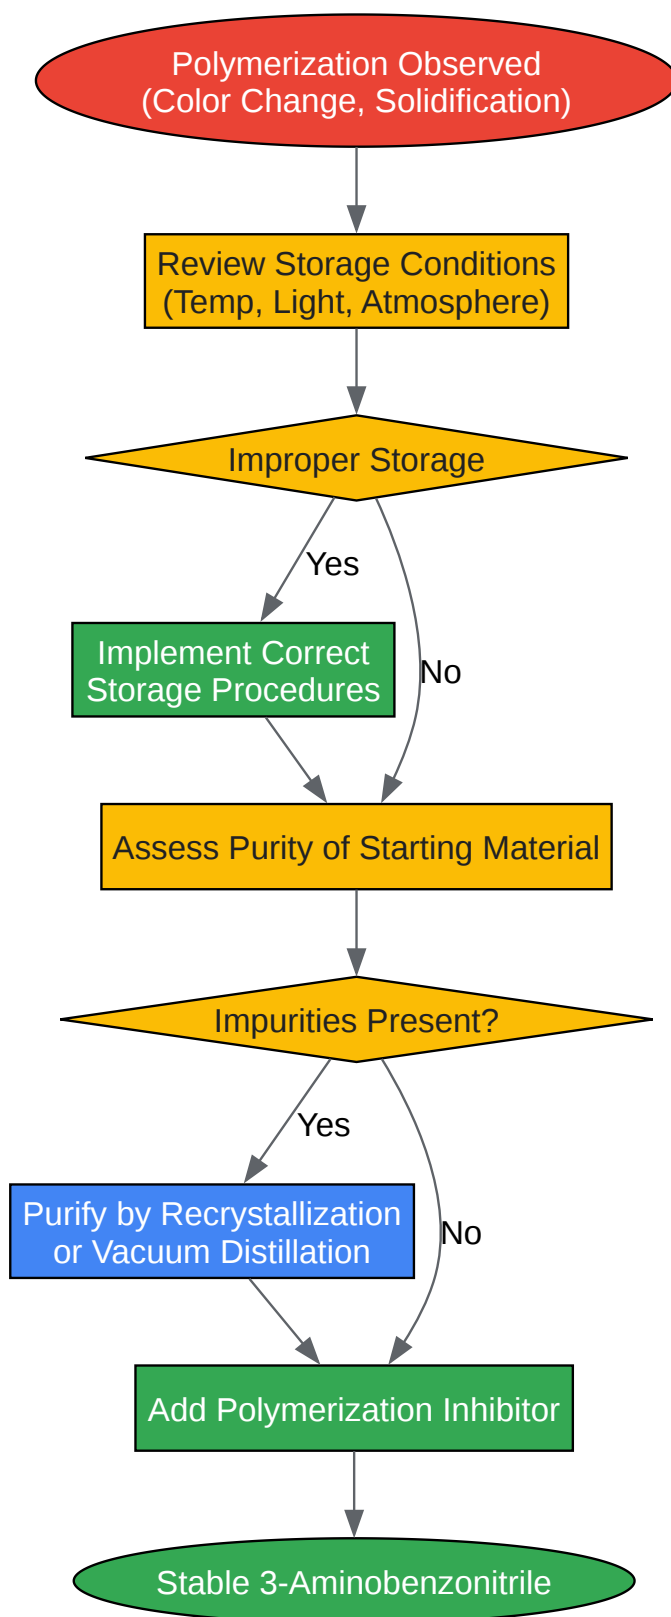 Polymerization Observed
(Color Change, Solidification)
Review Storage Conditions
(Temp, Light, Atmosphere)
Improper Storage
Yes
Implement Correct
Storage Procedures
No
Assess Purity of Starting Material
Impurities Present?
Yes
Purify by Recrystallization
or Vacuum Distillation
No
Add Polymerization Inhibitor
Stable 3-Aminobenzonitrile